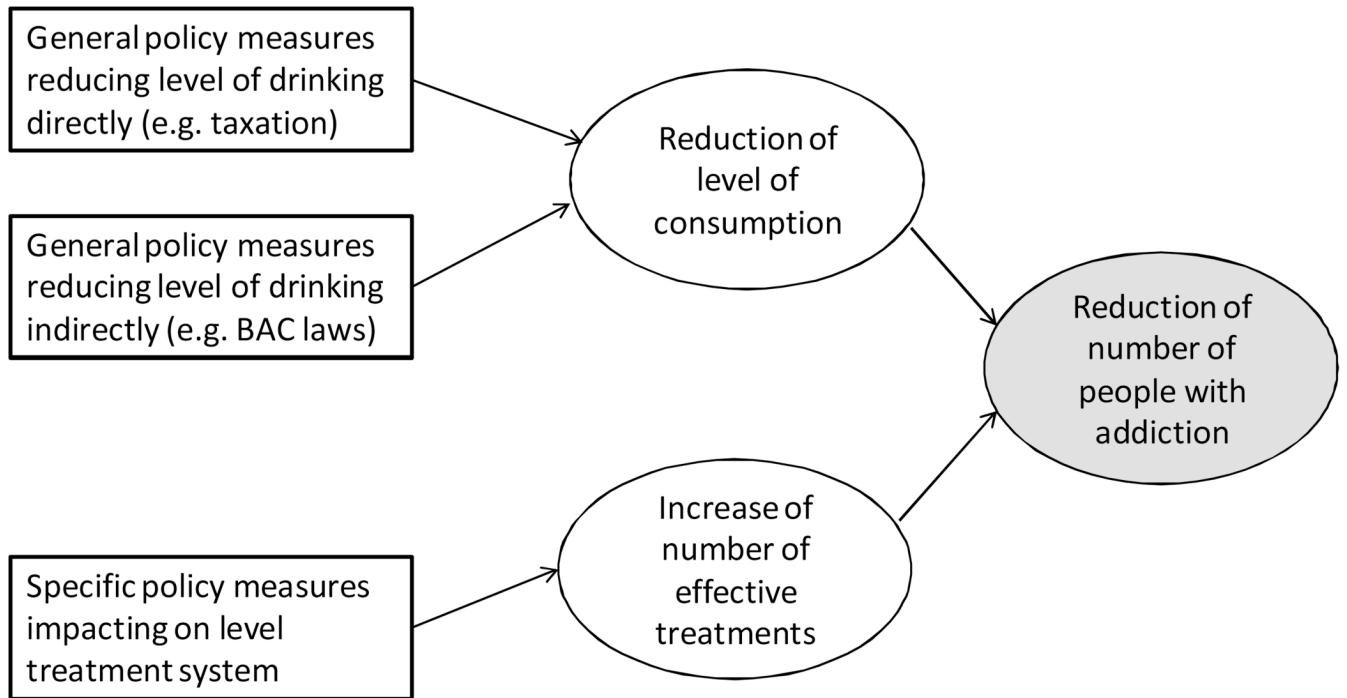 General policy measures
reducing level of drinking
directly (e.g. taxation)
General policy measures
reducing level of drinking
indirectly (e.g. BAC laws)
Specific policy measures
impacting on level
treatment system
Reduction of
level of
consumption
Increase of
number of
effective
treatments
Reduction of
number of
people with
addiction